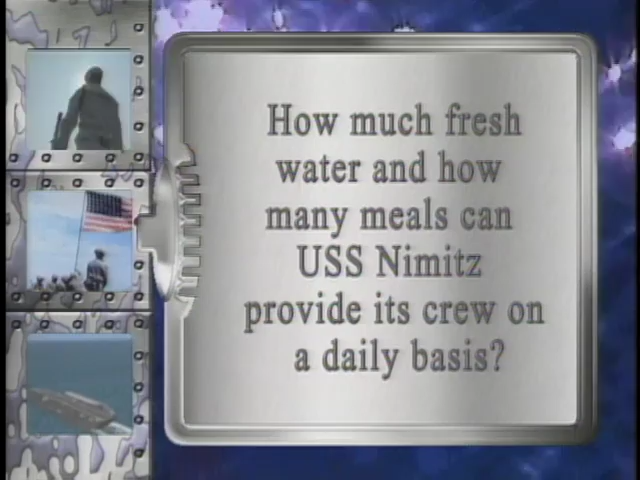 How much fresh
water and how
many meals can
USS Nimitz
provide its crew on
a daily basis?